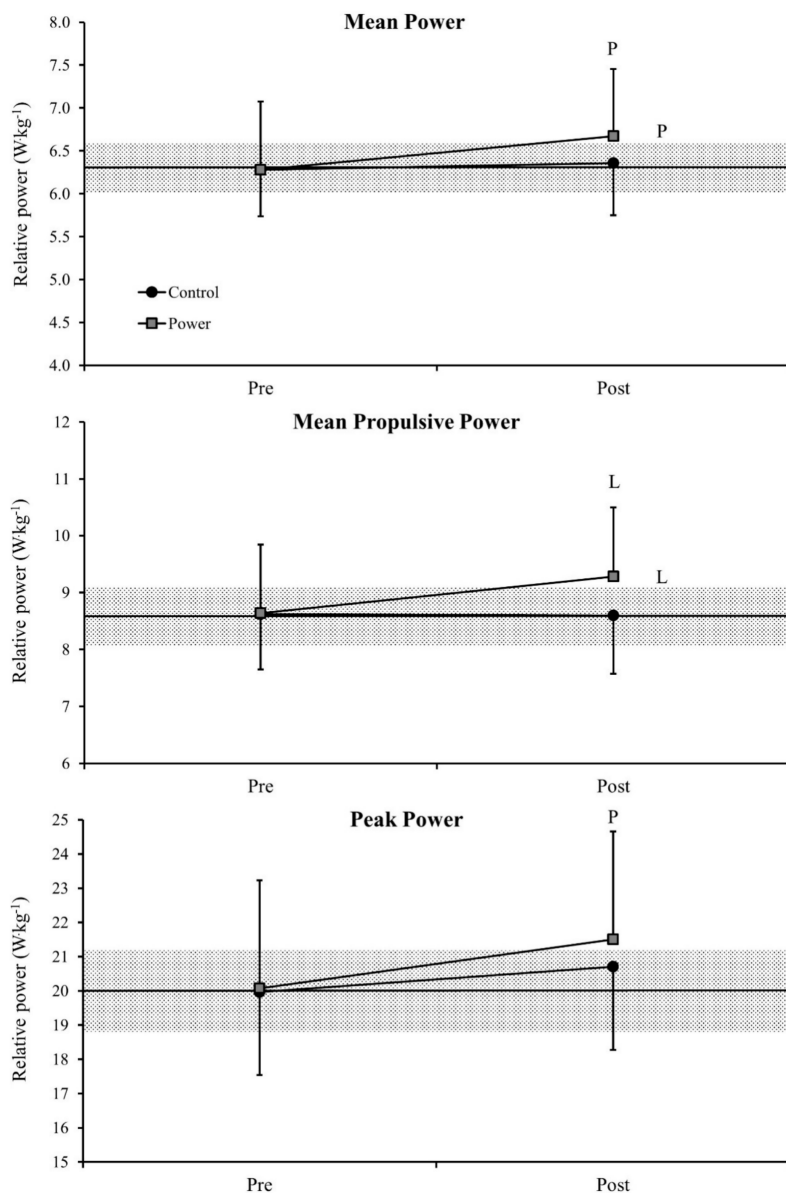 Mean Power
8.0
P
7.5
7.0
P
6.5
6.0
5.5
5.0
Control
4.5
Power
4.0
Relative power (W·kg⁻¹)
Pre
Post
Mean Propulsive Power
12
11
L
10
L
9
8
7
6
Relative power (W·kg⁻¹)
Pre
Post
Peak Power
P
25
24
23
22
21
20
19
18
17
16
15
Relative power (W·kg⁻¹)
Pre
Post